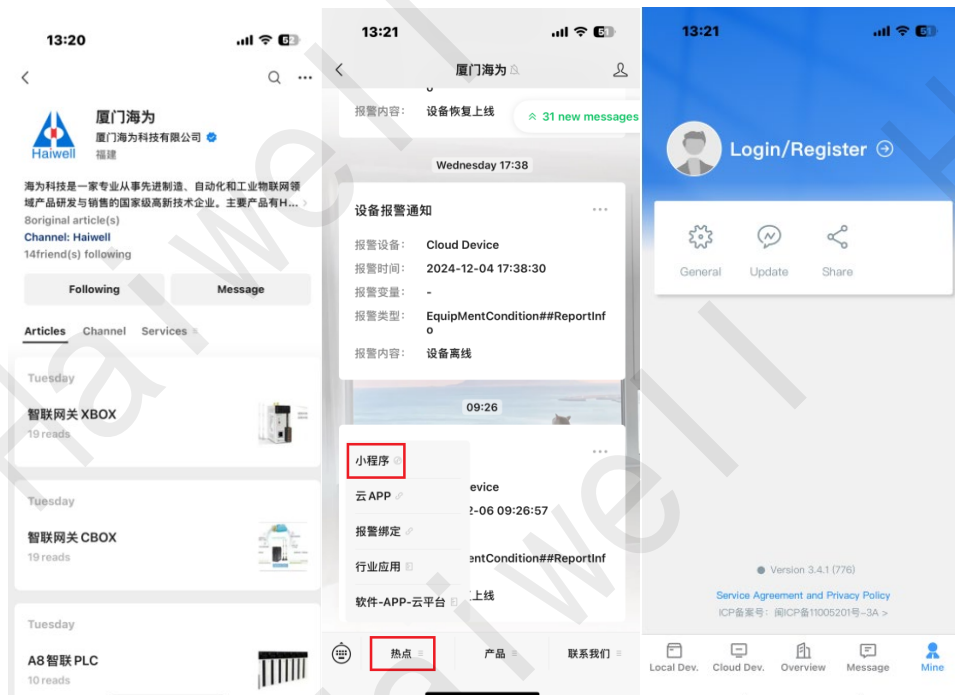 13:20
52
厦门海为
厦门海为科技有限公司
福建
Haiwell
海为科技是一家专业从事先进制造、自动化和工业物联网领
域产品研发与销售的国家级高新技术企业。主要产品有H...
8original article(s)
Channel: Haiwell
14friend(s) following
Following
Message
Articles
Channel
Services
Tuesday
智联网关 XBOX
19 reads
Tuesday
智联网关 CBOX
19 reads
Tuesday
A8 智联 PLC
10 reads
13:21
51
厦门海为
o
报警内容： 设备恢复上线
31 new messages
Wednesday 17:38
设备报警通知
报警设备： Cloud Device
报警时间： 2024-12-04 17:38:30
报警变量： -
报警类型： EquipMentCondition##ReportInf
o
报警内容： 设备离线
09:26
小程序
云 APP
evice
2-06 09:26:57
报警绑定
entCondition##ReportInf
行业应用
软件-APP-云平台
上线
热点
产品
联系我们
13:21
51
Login/Register
General
Update
Share
Version 3.4.1 (776)
Service Agreement and Privacy Policy
ICP备案号：闽ICP备11005201号-3A >
Local Dev.
Cloud Dev.
Overview
Message
Mine
Haiwell